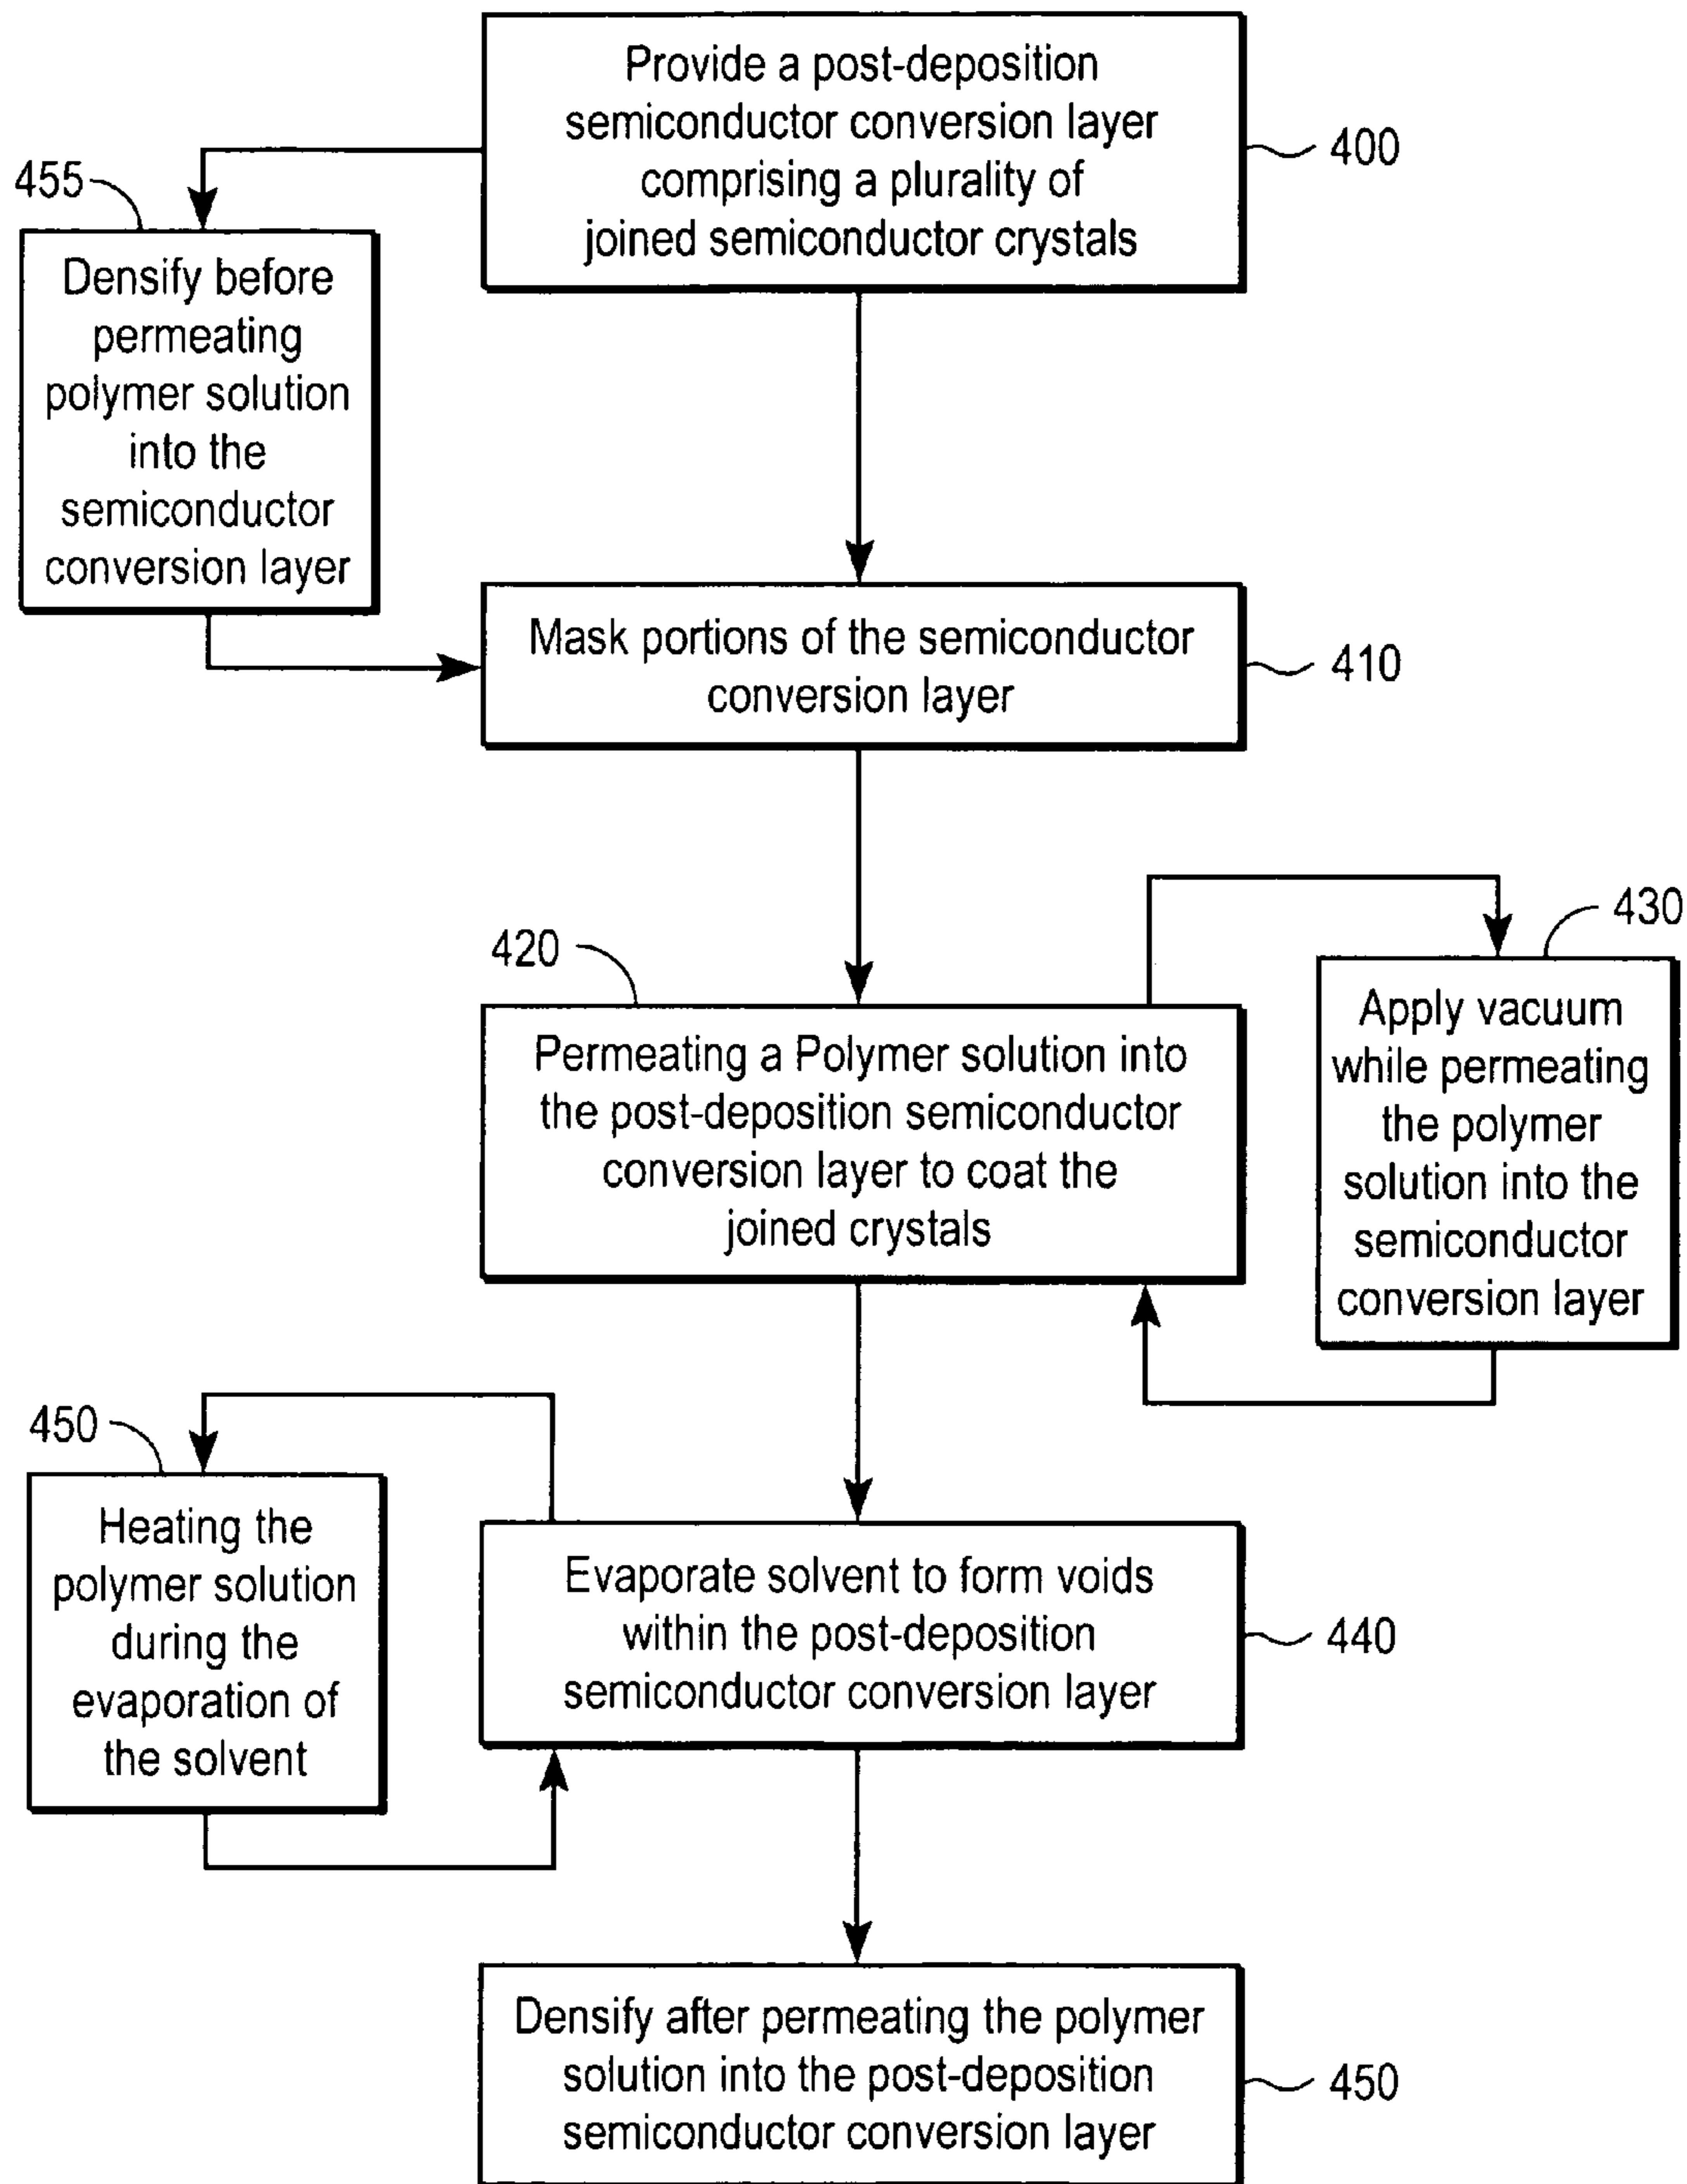 Provide a post-deposition
semiconductor conversion layer
comprising a plurality of
joined semiconductor crystals
400
455
Densify before
permeating
polymer solution
into the
semiconductor
conversion layer
Mask portions of the semiconductor
conversion layer
410
420
Permeating a Polymer solution into
the post-deposition semiconductor
conversion layer to coat the
joined crystals
430
Apply vacuum
while permeating
the polymer
solution into the
semiconductor
conversion layer
450
Heating the
polymer solution
during the
evaporation of
the solvent
Evaporate solvent to form voids
within the post-deposition
semiconductor conversion layer
440
Densify after permeating the polymer
solution into the post-deposition
semiconductor conversion layer
450